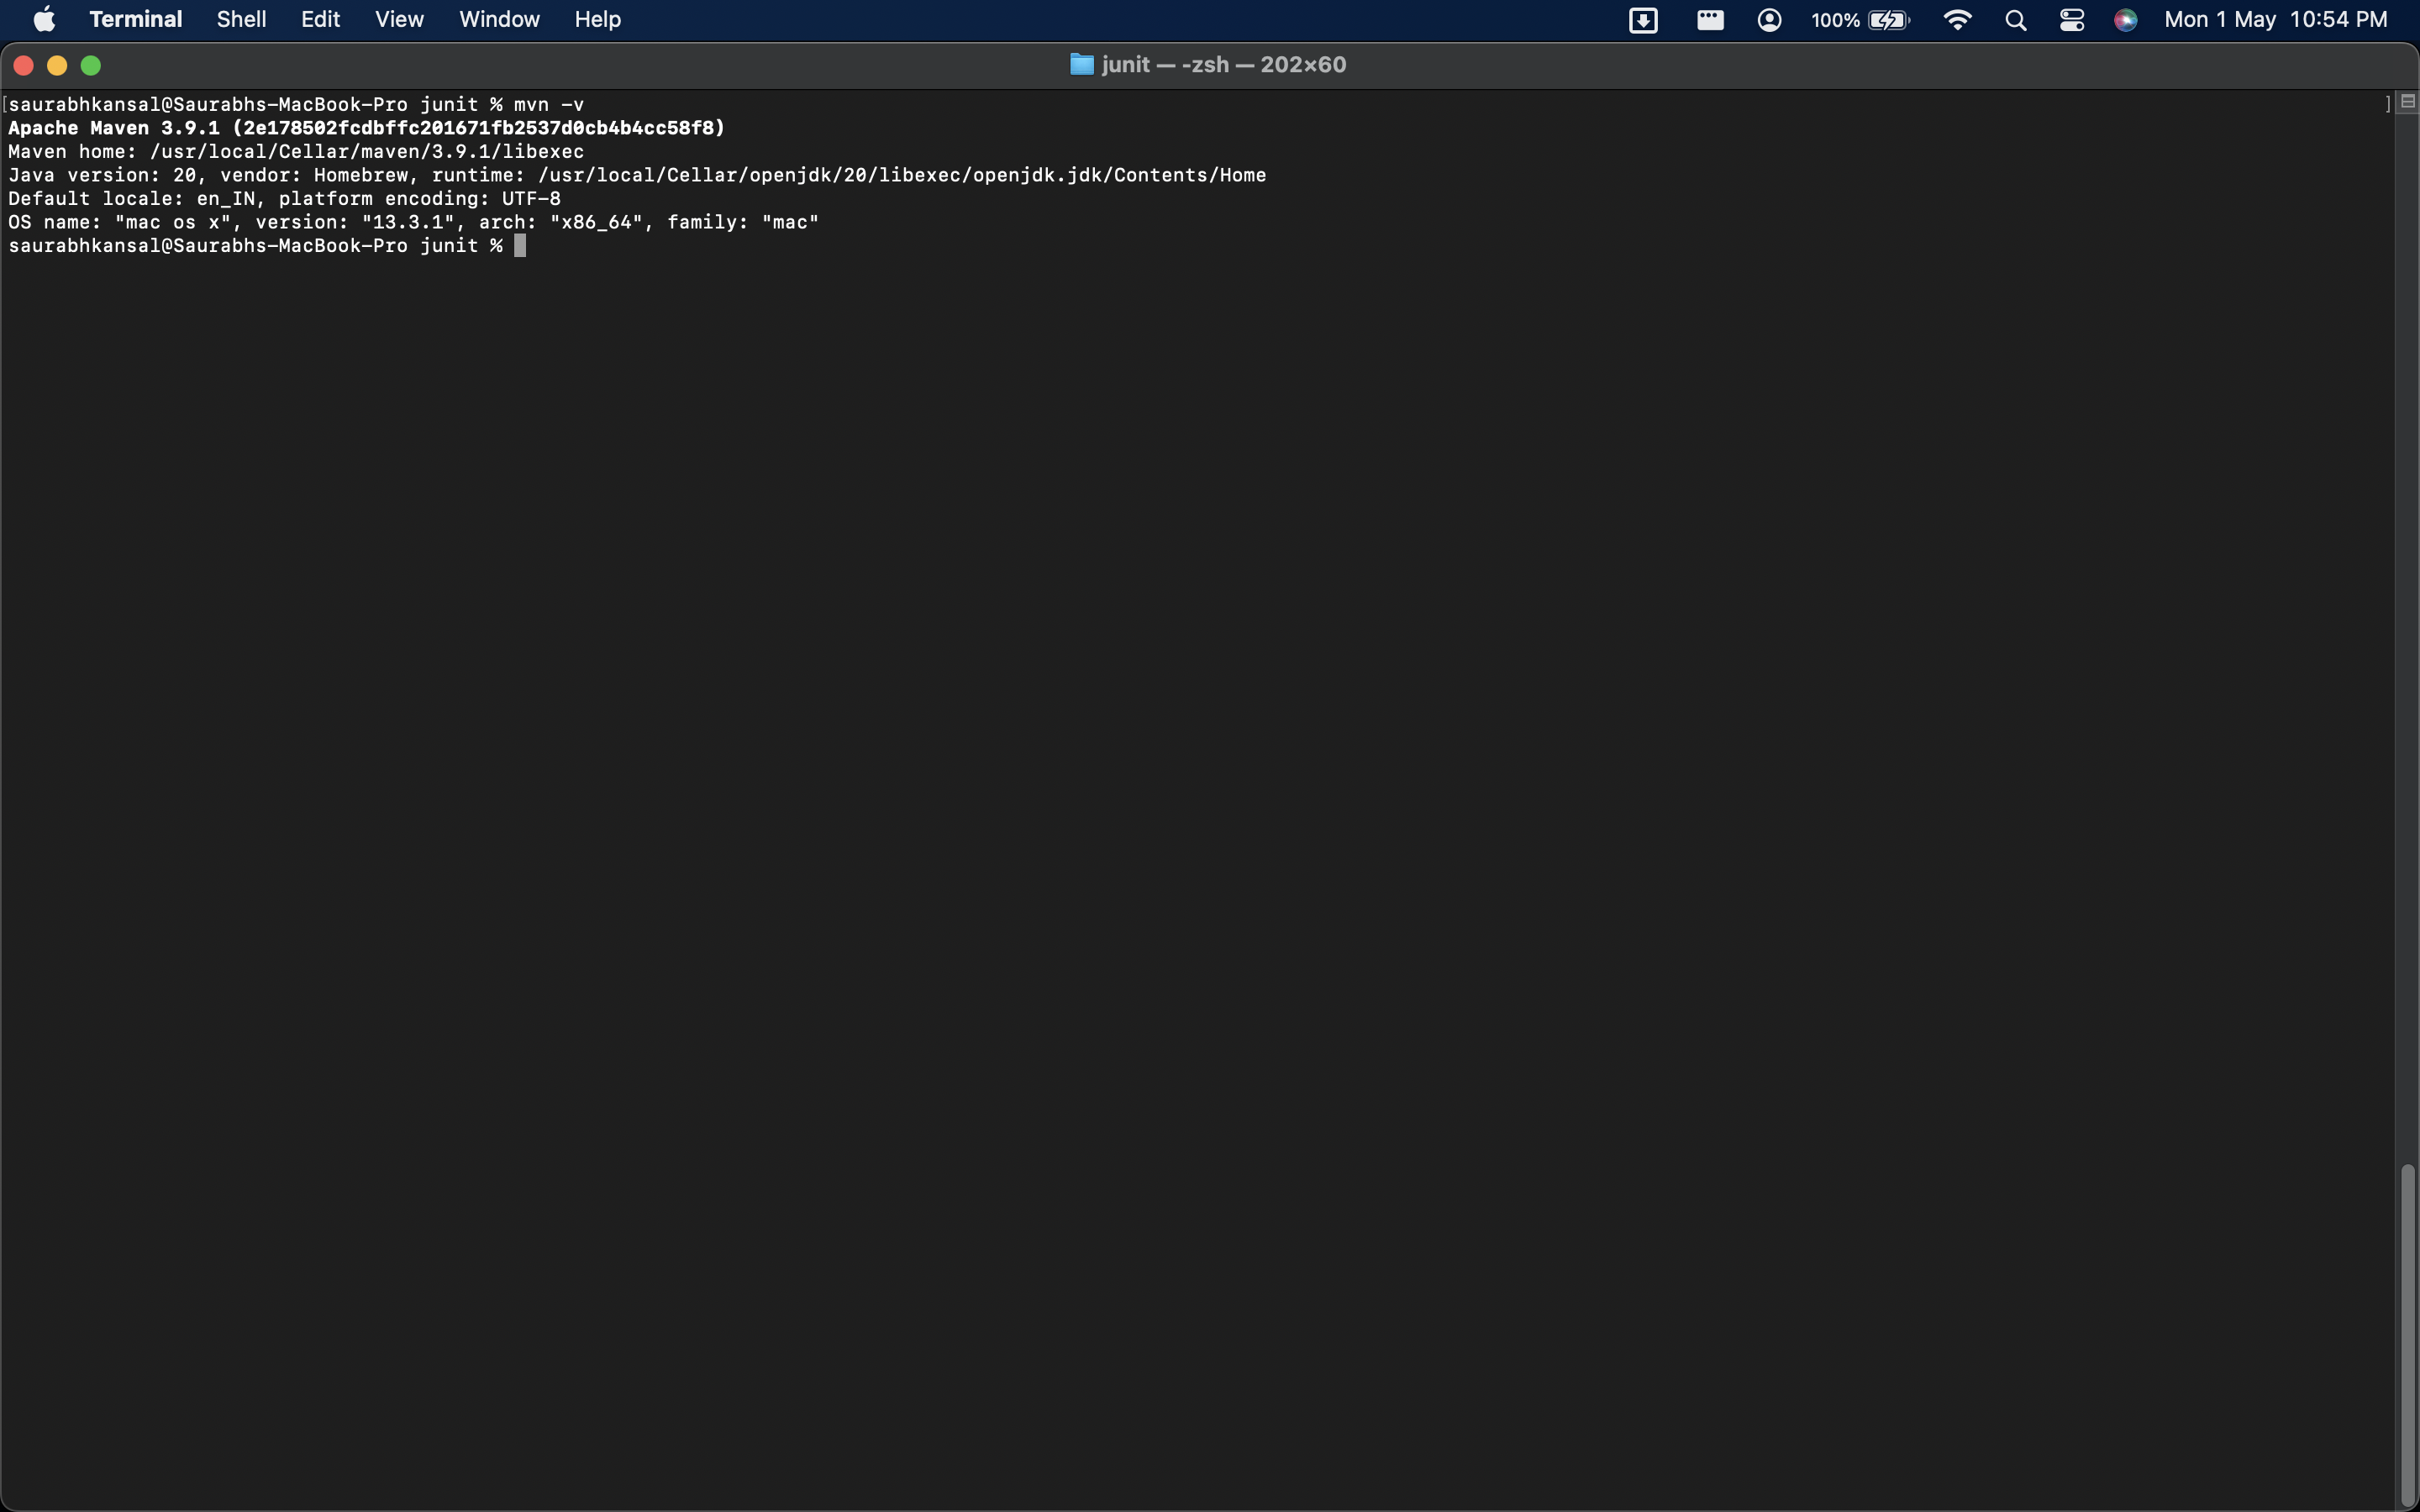 Terminal Shell Edit View Window Help 100% Mon 1 May 10:54 PM
junit — -zsh — 202×60
[saurabhkansal@Saurabhs-MacBook-Pro junit % mvn -v ]
Apache Maven 3.9.1 (2e178502fcdbffc201671fb2537d0cb4b4cc58f8)
Maven home: /usr/local/Cellar/maven/3.9.1/libexec
Java version: 20, vendor: Homebrew, runtime: /usr/local/Cellar/openjdk/20/libexec/openjdk.jdk/Contents/Home
Default locale: en_IN, platform encoding: UTF-8
OS name: "mac os x", version: "13.3.1", arch: "x86_64", family: "mac"
saurabhkansal@Saurabhs-MacBook-Pro junit %